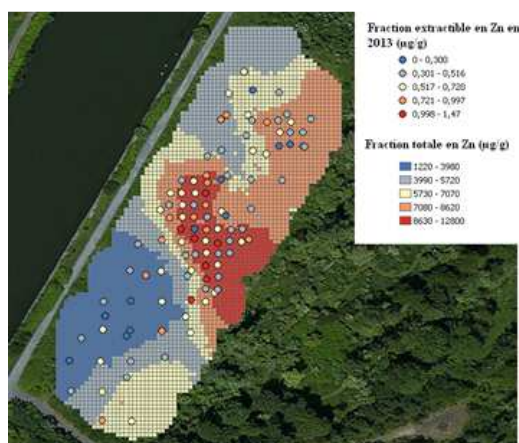 Fraction extractible en Zn en
2013 (µg/g)
0 - 0,300
0,301 - 0,516
0,517 - 0,720
0,721 - 0,997
0,998 - 1,47
Fraction totale en Zn (µg/g)
1220 - 3980
3990 - 5720
5730 - 7070
7080 - 8620
8630 - 12800